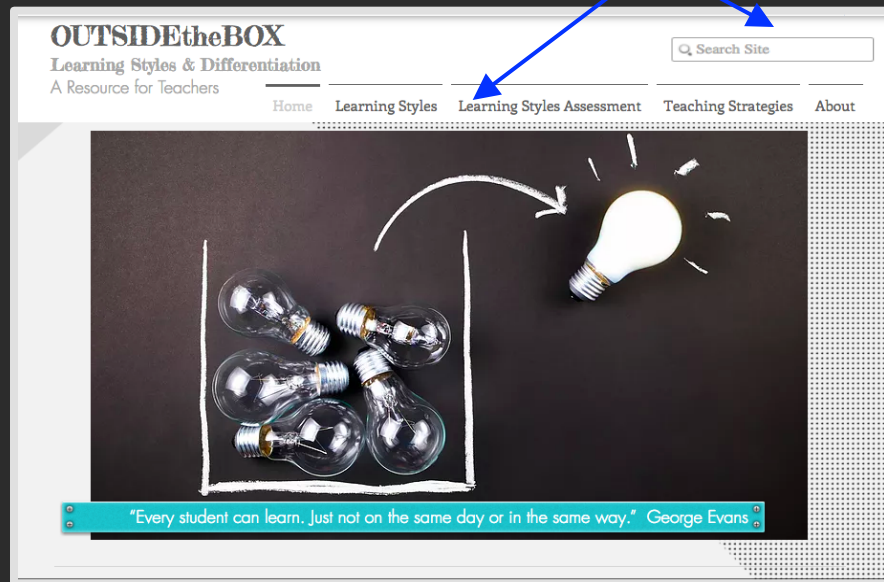 OUTSIDEtheBOX
Learning Styles & Differentiation
A Resource for Teachers
Search Site
Home Learning Styles Learning Styles Assessment Teaching Strategies About
“Every student can learn. Just not on the same day or in the same way.” George Evans